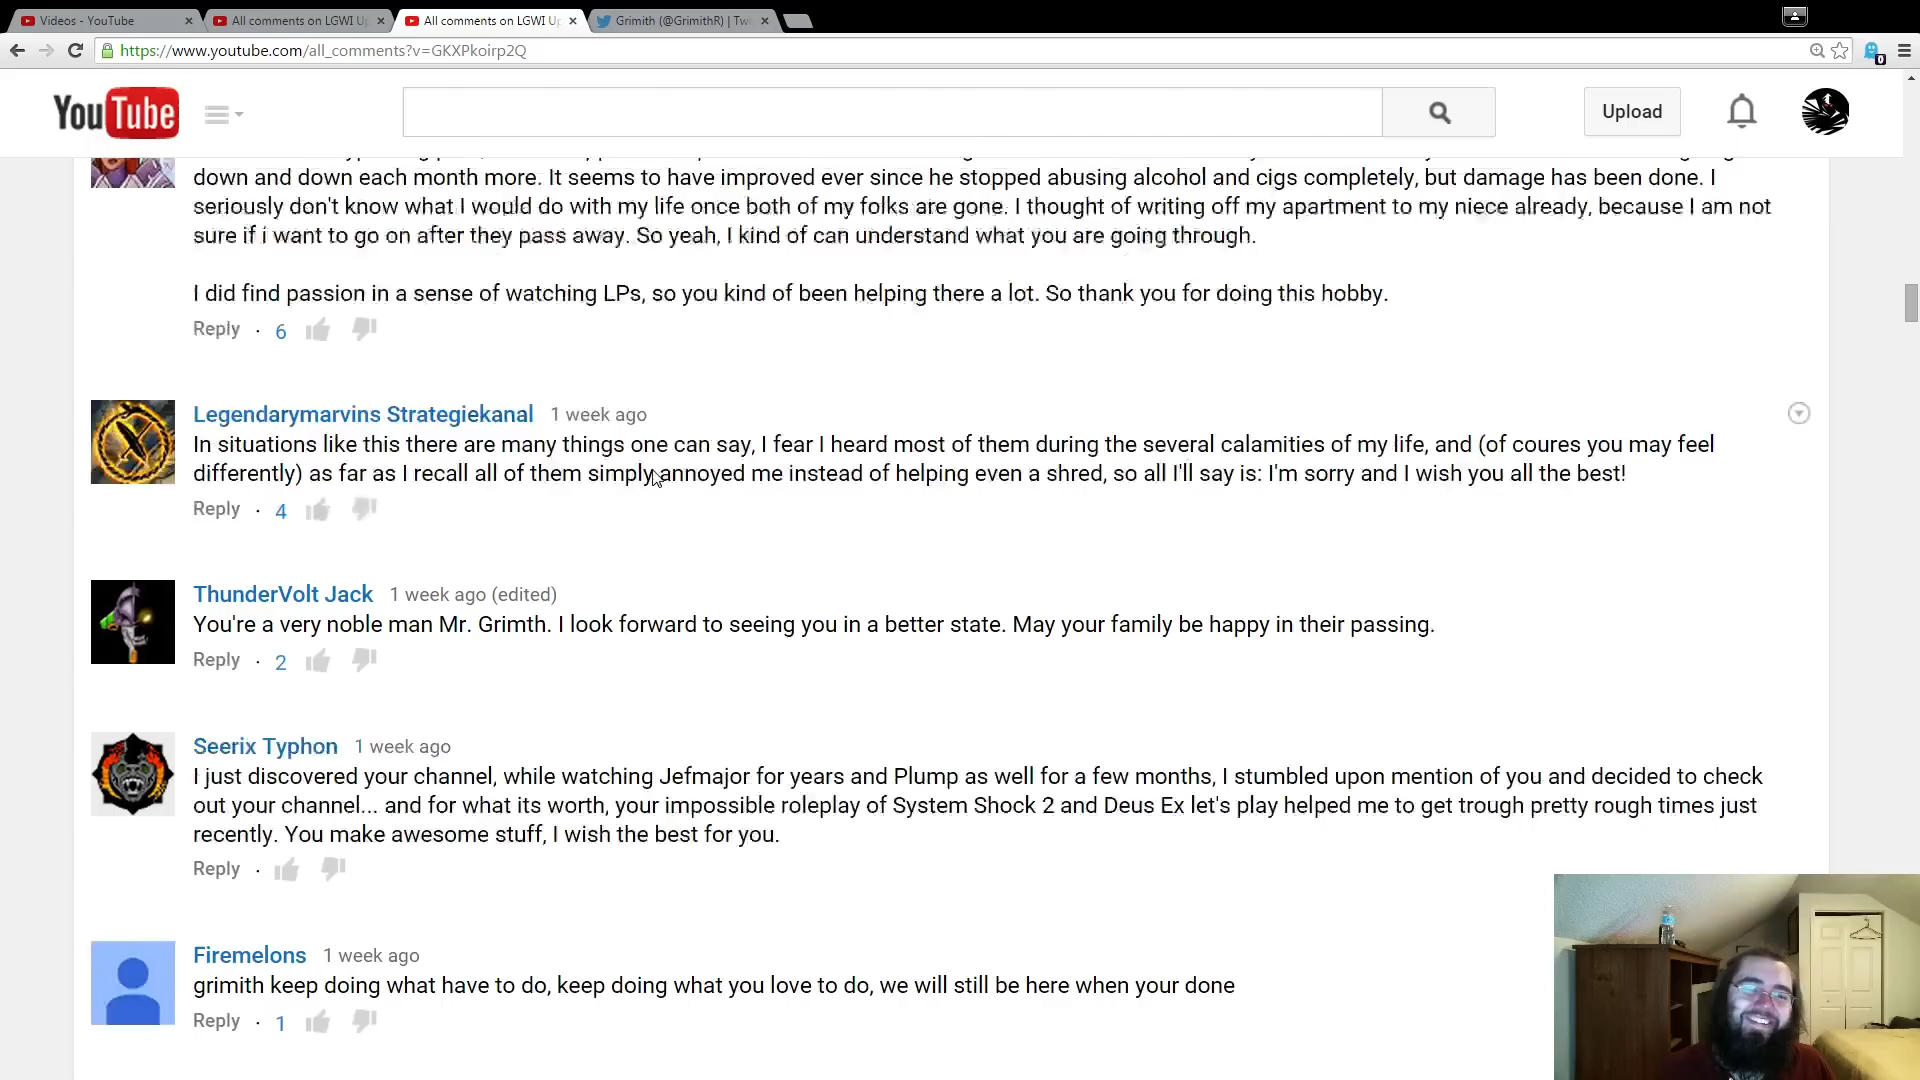 Videos - YouTube
All comments on LGWI Up
All comments on LGWI Up
Grimith (@GrimithR) | Tw
https://www.youtube.com/all_comments?v=GKXPkoirp2Q
0
YouTube
Upload
down and down each month more. It seems to have improved ever since he stopped abusing alcohol and cigs completely, but damage has been done. I
seriously don't know what I would do with my life once both of my folks are gone. I thought of writing off my apartment to my niece already, because I am not
sure if i want to go on after they pass away. So yeah, I kind of can understand what you are going through.
I did find passion in a sense of watching LPs, so you kind of been helping there a lot. So thank you for doing this hobby.
Reply · 6
Legendarymarvins Strategiekanal 1 week ago
In situations like this there are many things one can say, I fear I heard most of them during the several calamities of my life, and (of coures you may feel
differently) as far as I recall all of them simply annoyed me instead of helping even a shred, so all I'll say is: I'm sorry and I wish you all the best!
Reply · 4
ThunderVolt Jack 1 week ago (edited)
You're a very noble man Mr. Grimth. I look forward to seeing you in a better state. May your family be happy in their passing.
Reply · 2
Seerix Typhon 1 week ago
I just discovered your channel, while watching Jefmajor for years and Plump as well for a few months, I stumbled upon mention of you and decided to check
out your channel... and for what its worth, your impossible roleplay of System Shock 2 and Deus Ex let's play helped me to get trough pretty rough times just
recently. You make awesome stuff, I wish the best for you.
Reply ·
Firemelons 1 week ago
grimith keep doing what have to do, keep doing what you love to do, we will still be here when your done
Reply · 1